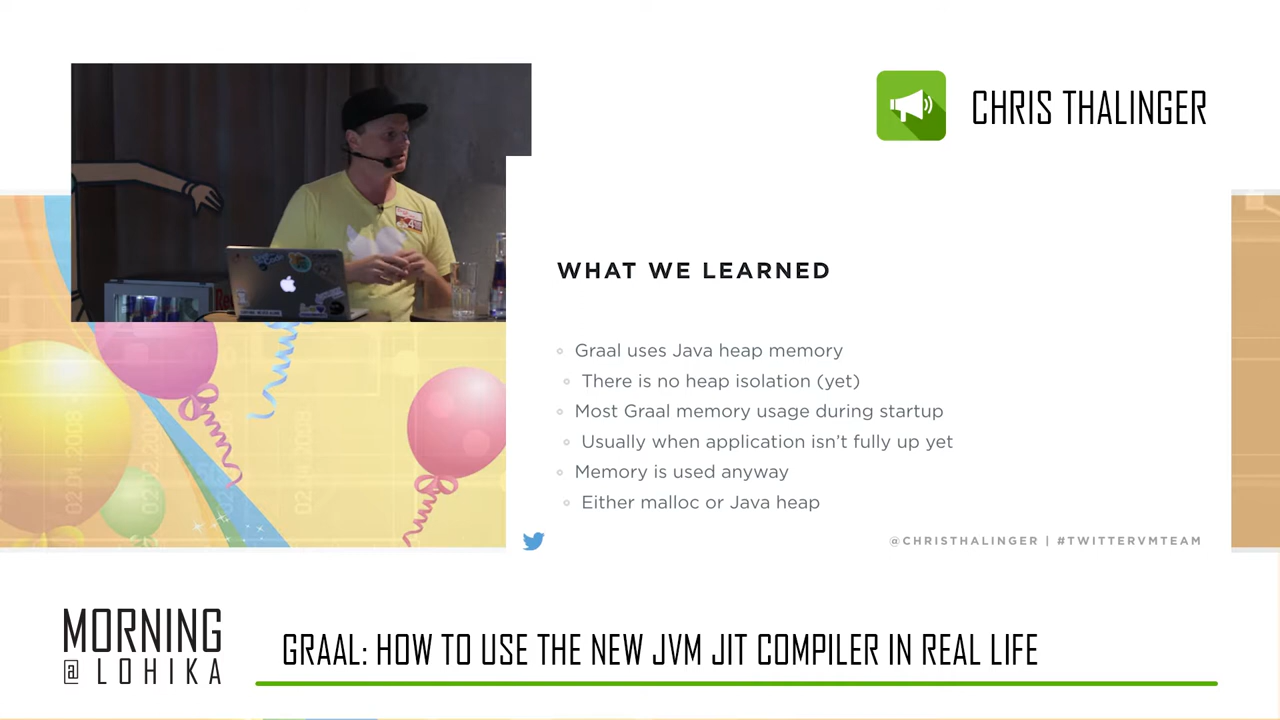 CHRIS THALINGER
WHAT WE LEARNED
Graal uses Java heap memory
There is no heap isolation (yet)
Most Graal memory usage during startup
Usually when application isn't fully up yet
Memory is used anyway
Either malloc or Java heap
@CHRISTHALINGER | #TWITTERVMTEAM
MORNING
@ LOHIKA
GRAAL: HOW TO USE THE NEW JVM JIT COMPILER IN REAL LIFE